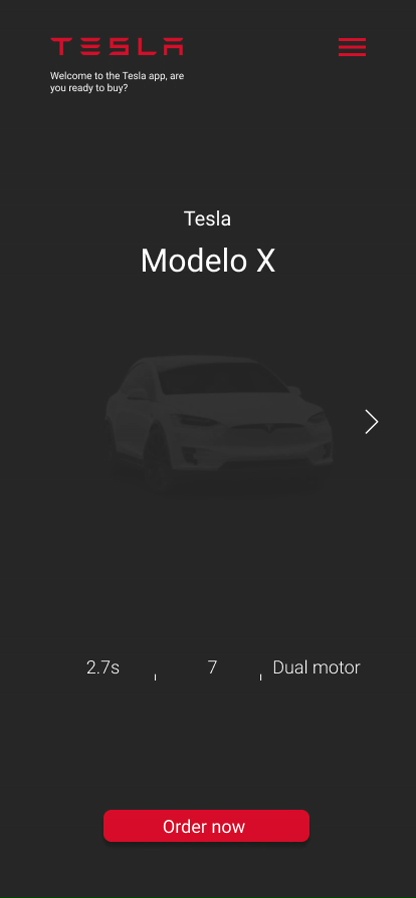 TESLA
Welcome to the Tesla app, are
you ready to buy?
Tesla
Modelo X
2.7s
7
Dual motor
Order now